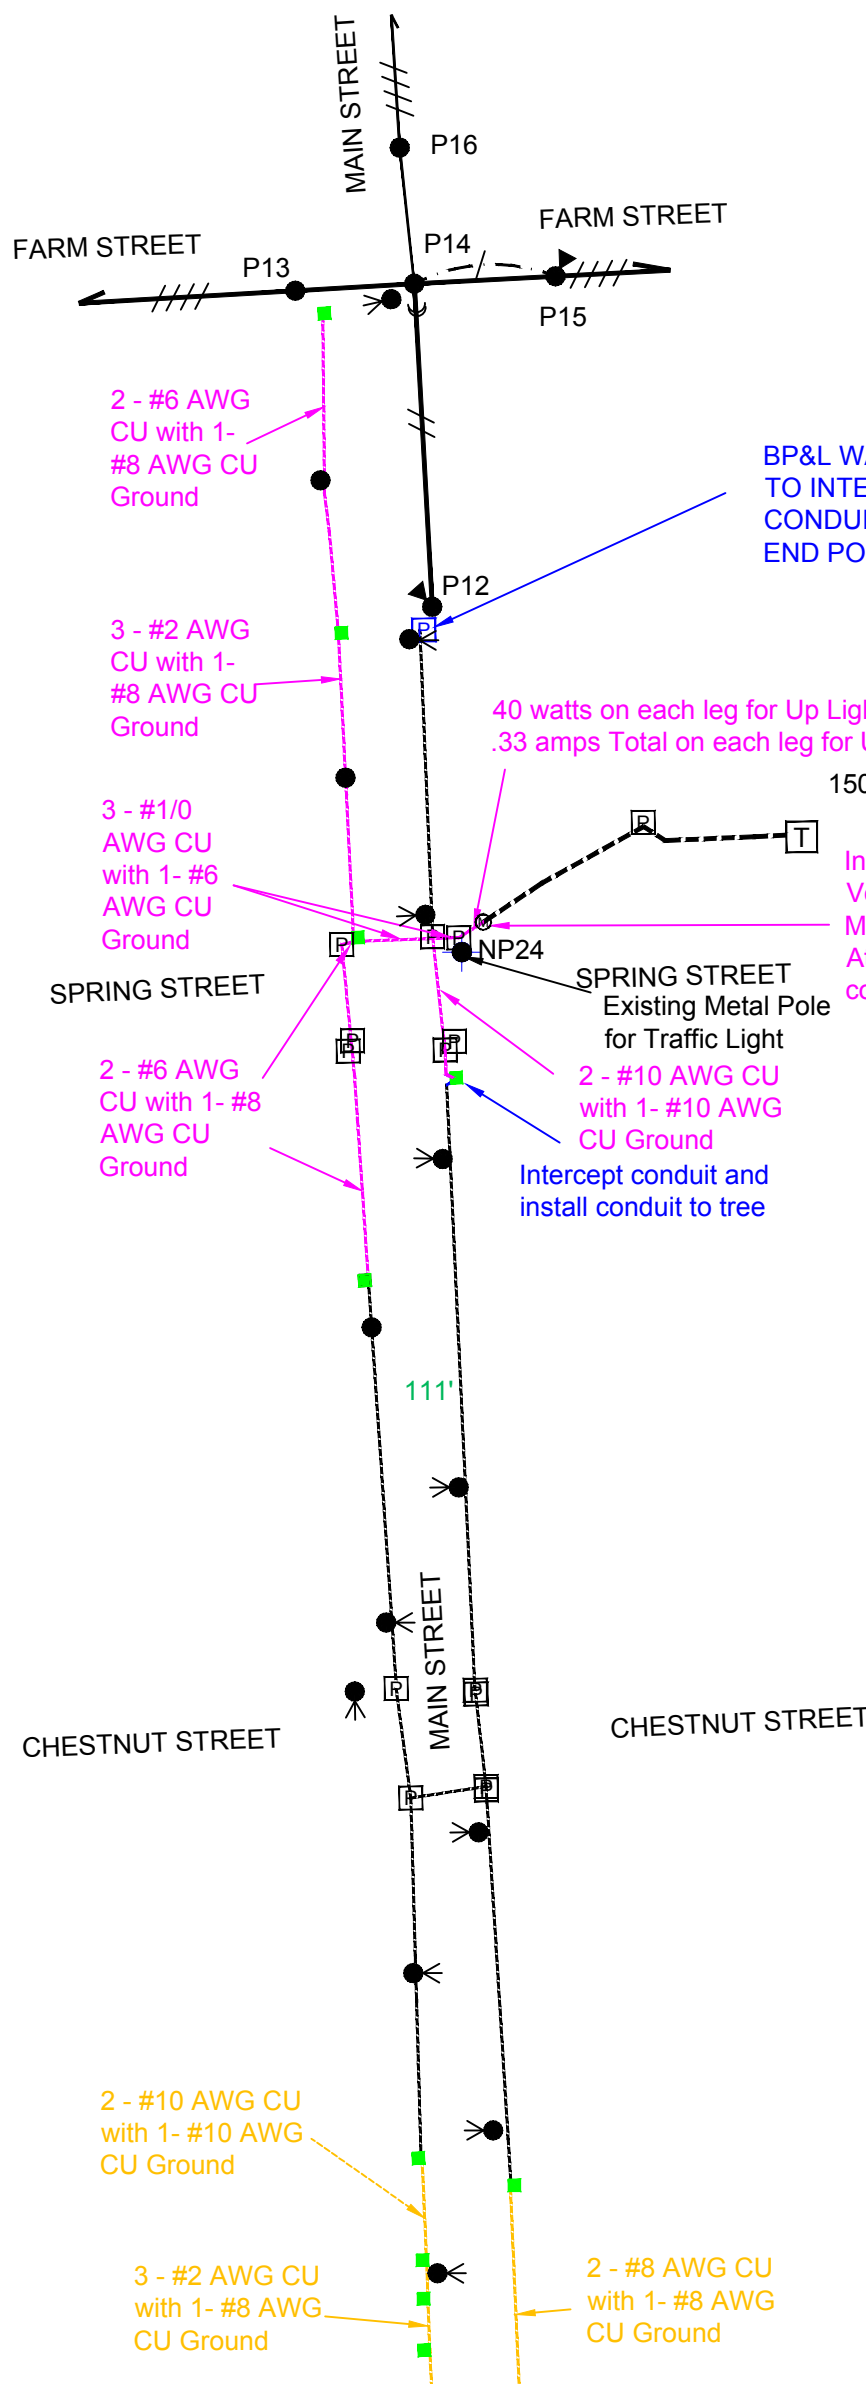 MAIN STREET
P16
FARM STREET
P14
FARM STREET
P13
P15
2 - #6 AWG
CU with 1-
#8 AWG CU
Ground
BP&L
TO
P12
P
3 - #2 AWG
CU with 1-
#8 AWG CU
Ground
40 watts on each leg for Up
.33 amps Total on each leg for
P
T
3 - #1/0
AWG CU
with 1- #6
AWG CU
Ground
M
P
P
P
NP24
SPRING STREET
SPRING STREET
Existing Metal Pole
for Traffic Light
P
P
P
P
2 - #6 AWG
CU with 1- #8
AWG CU
Ground
2 - #10 AWG CU
with 1- #10 AWG
CU Ground
Intercept conduit and
install conduit to tree
111'
MAIN STREET
P
P
CHESTNUT STREET
CHESTNUT STREET
P
P
2 - #10 AWG CU
with 1- #10 AWG
CU Ground
3 - #2 AWG CU
with 1- #8 AWG
CU Ground
2 - #8 AWG CU
with 1- #8 AWG
CU Ground